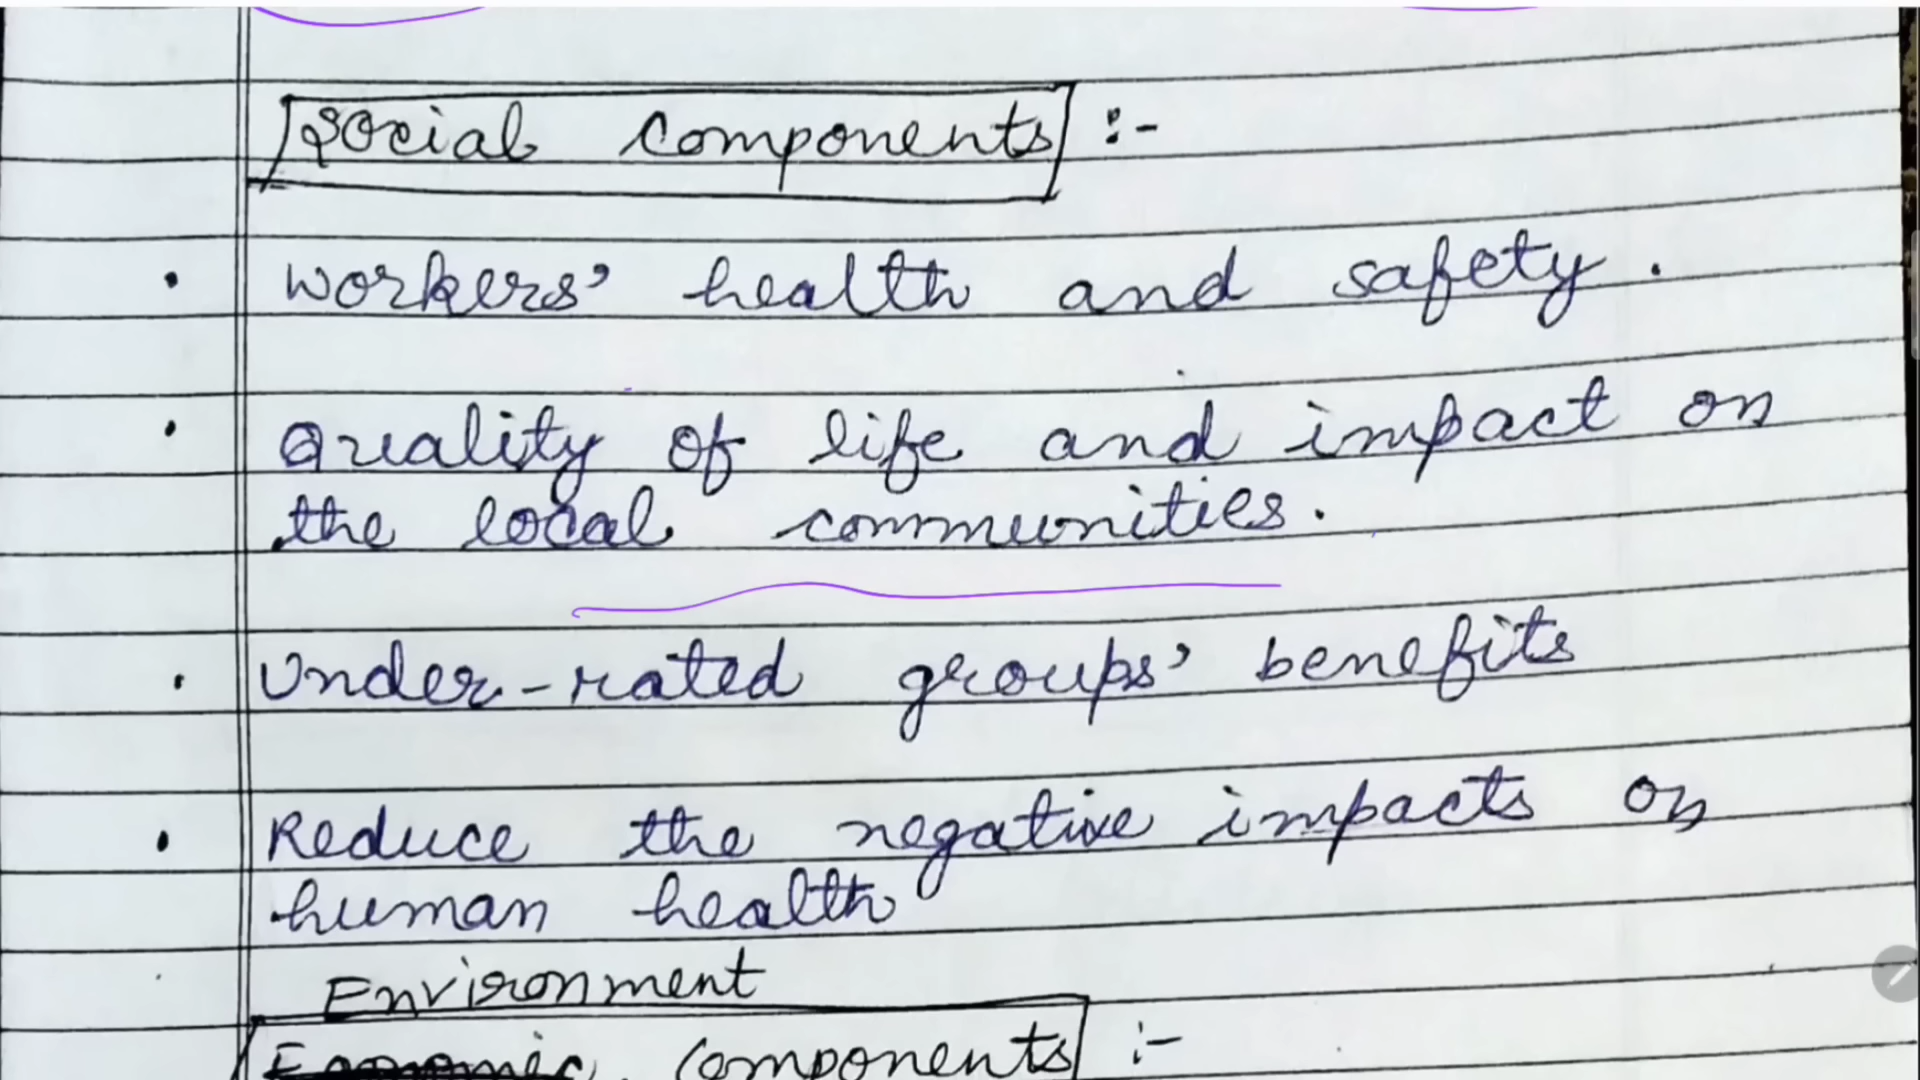 Social components :-
• Workers' health and safety.
• Quality of life and impact on
the local communities.
• Under-rated groups' benefits
• Reduce the negative impacts on
human health
Environment
Economic components :-